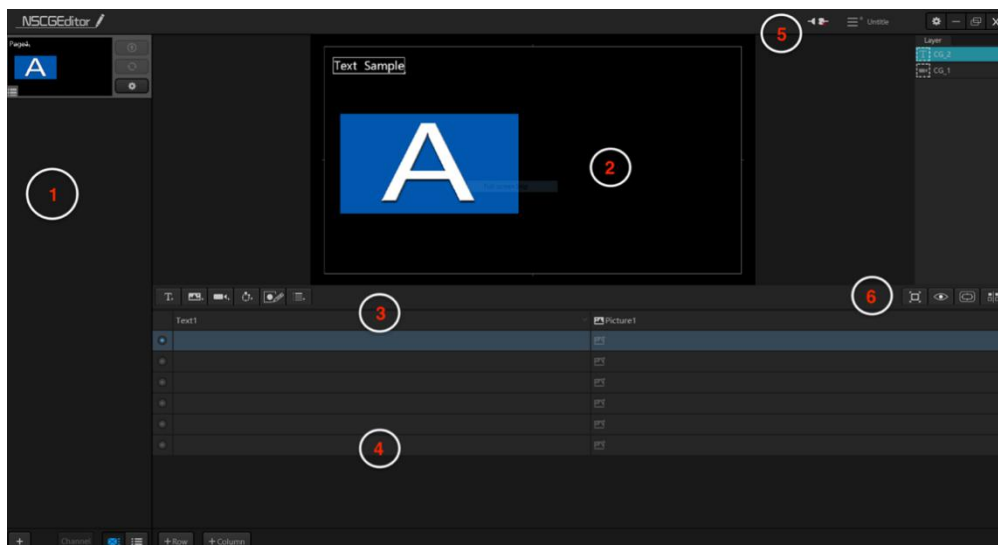 NSCGEditor
5
Untitle
Page1
A
Layer
CG_2
CG_1
Text Sample
A
1
2
6
3
Text1
Picture1
4
+
Channel
+Row
+Column